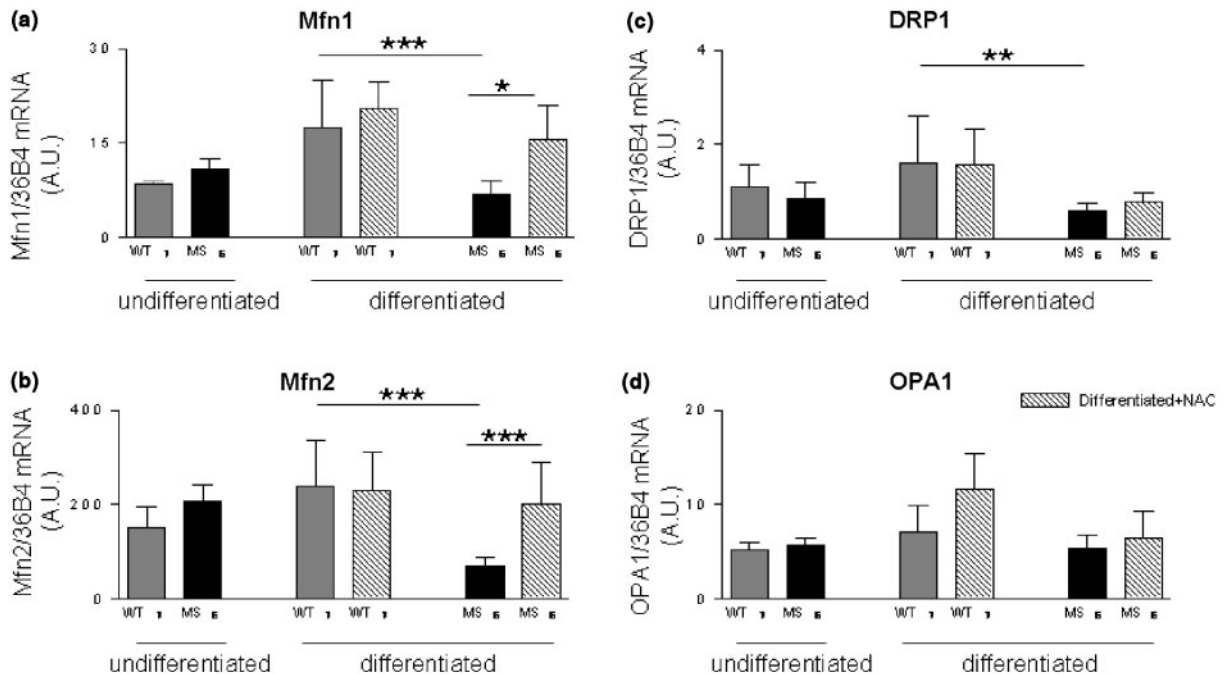 (a)
Mfn1
Mfn1/36B4 mRNA
(A.U.)
30
15
0
***
*
WT 7 MS 6 WT 7 WT 7 MS 6 MS 6
undifferentiated differentiated
(c)
DRP1
DRP1/36B4 mRNA
(A.U.)
4
2
0
**
WT 7 MS 6 WT 7 WT 7 MS 6 MS 6
undifferentiated differentiated
(b)
Mfn2
Mfn2/36B4 mRNA
(A.U.)
400
200
0
***
***
WT 7 MS 6 WT 7 WT 7 MS 6 MS 6
undifferentiated differentiated
(d)
OPA1
Differentiated+NAC
OPA1/36B4 mRNA
(A.U.)
20
10
0
WT 7 MS 6 WT 7 WT 7 MS 6 MS 6
undifferentiated differentiated